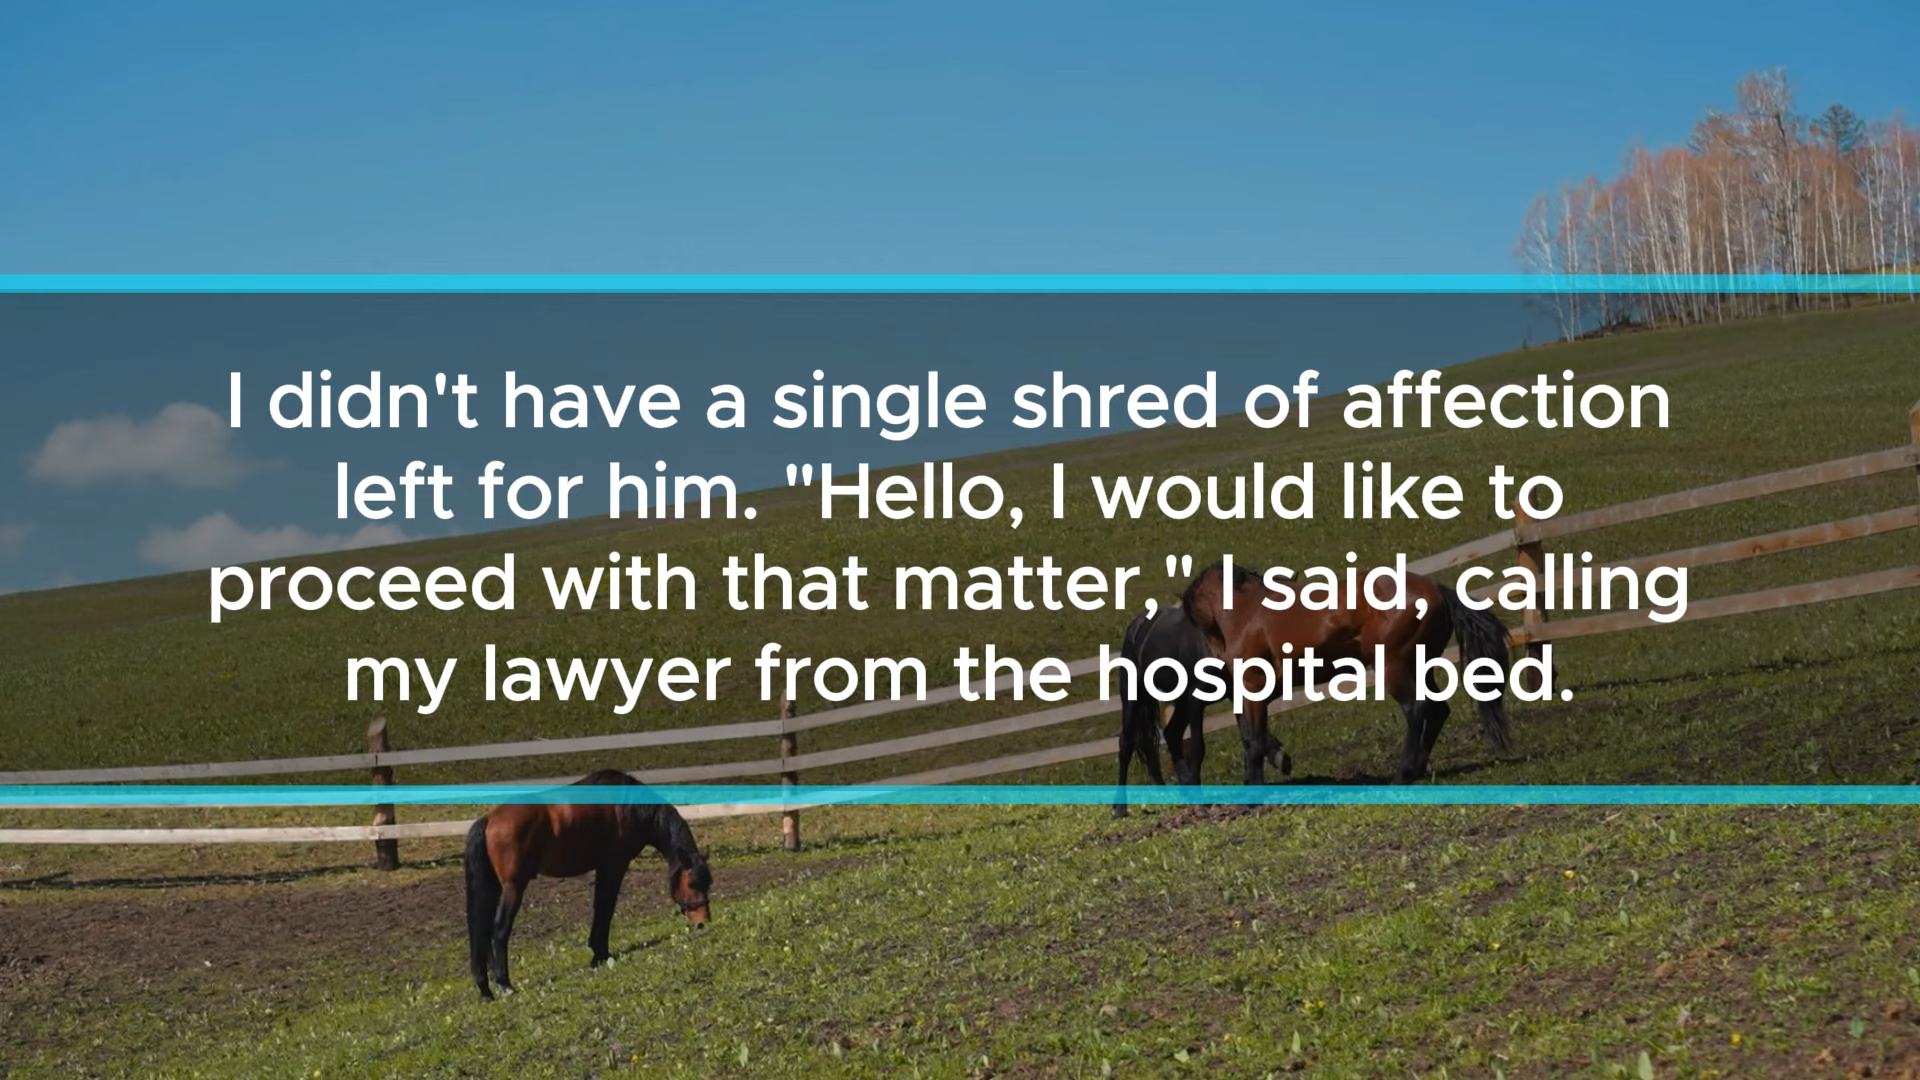 I didn't have a single shred of affection
left for him. "Hello, I would like to
proceed with that matter," I said, calling
my lawyer from the hospital bed.